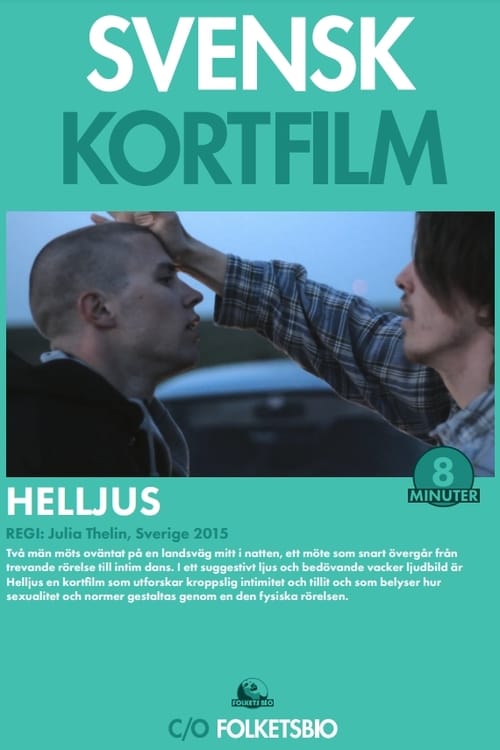 SVENSK
KORTFILM
8
MINUTER
HELLJUS
REGI: Julia Thelin, Sverige 2015
Två män möts oväntat på en landsväg mitt i natten, ett möte som snart övergår från
trevande rörelse till intim dans. I ett suggestivt ljus och bedövande vacker ljudbild är
Helljus en kortfilm som utforskar kroppslig intimitet och tillit och som belyser hur
sexualitet och normer gestaltas genom en den fysiska rörelsen.
FOLKETS BIO
C/O FOLKETSBIO